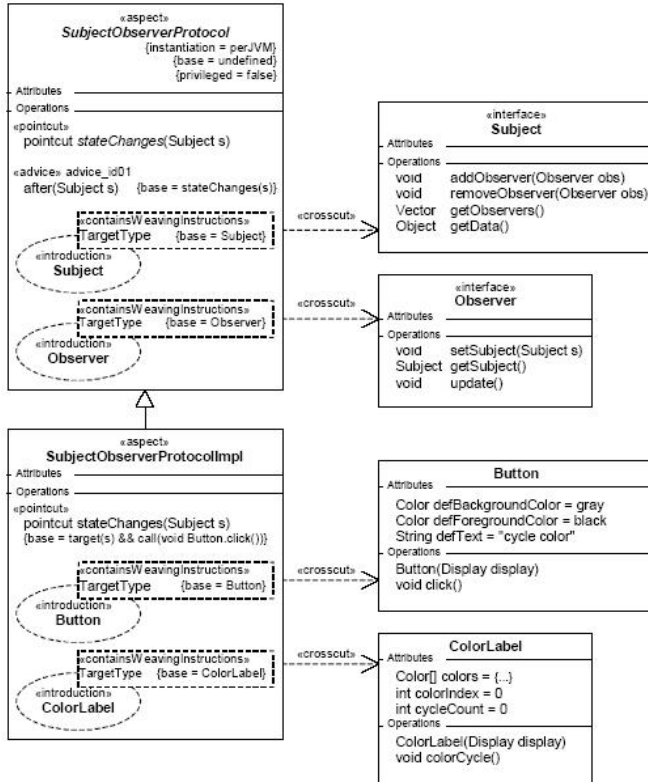 «aspect»
SubjectObserverProtocol
{instantiation = perJVM}
{base = undefined}
{privileged = false}
Attributes
Operations
«pointcut»
pointcut stateChanges(Subject s)
«advice» advice_id01
after(Subject s) {base = stateChanges(s)}
«containsWeavingInstructions»
TargetType {base = Subject}
«introduction»
Subject
«containsWeavingInstructions»
TargetType {base = Observer}
«introduction»
Observer
«crosscut»
«interface»
Subject
Attributes
Operations
void addObserver(Observer obs)
void removeObserver(Observer obs)
Vector getObservers()
Object getData()
«crosscut»
«interface»
Observer
Attributes
Operations
void setSubject(Subject s)
Subject getSubject()
void update()
«aspect»
SubjectObserverProtocolImpl
Attributes
Operations
«pointcut»
pointcut stateChanges(Subject s)
{base = target(s) && call(void Button.click())}
«containsWeavingInstructions»
TargetType {base = Button}
«introduction»
Button
«containsWeavingInstructions»
TargetType {base = ColorLabel}
«introduction»
ColorLabel
«crosscut»
Button
Attributes
Color defBackgroundColor = gray
Color defForegroundColor = black
String defText = "cycle color"
Operations
Button(Display display)
void click()
«crosscut»
ColorLabel
Attributes
Color[] colors = {...}
int colorIndex = 0
int cycleCount = 0
Operations
ColorLabel(Display display)
void colorCycle()